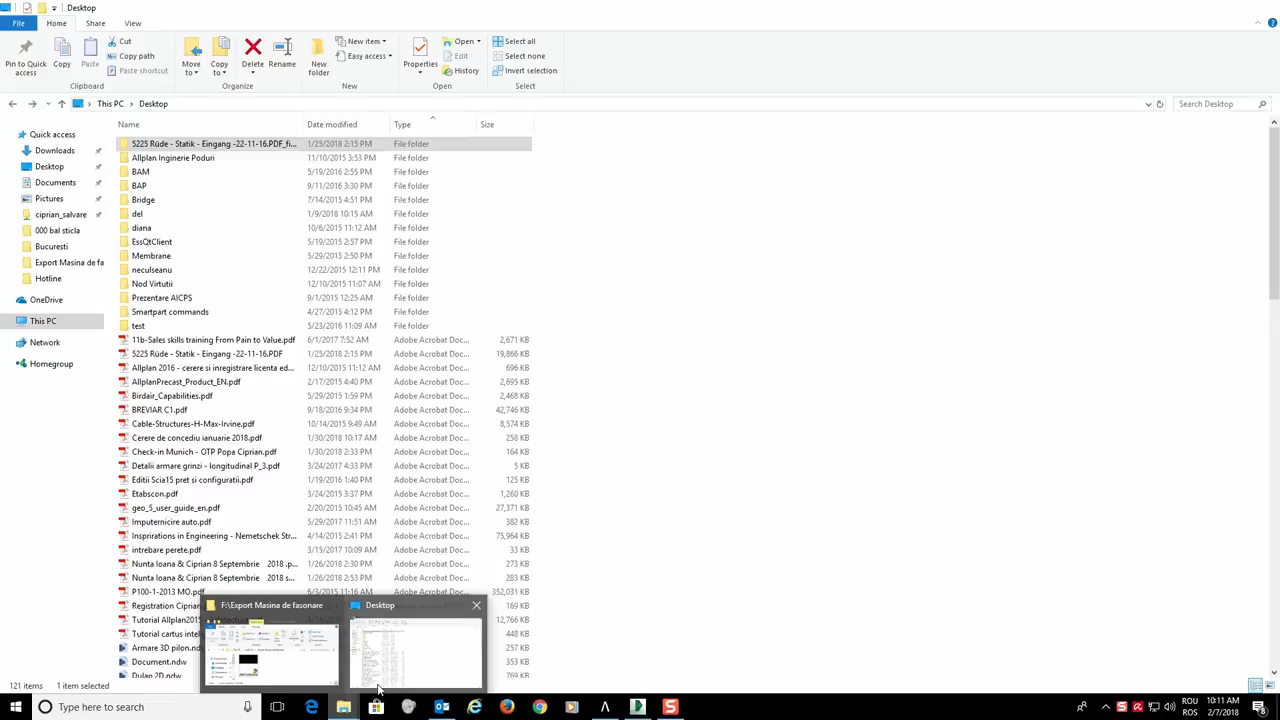 Desktop
File Home Share View
Pin to Quick access
Copy
Paste
Cut
Copy path
Paste shortcut
Clipboard
Move to
Copy to
Delete
Rename
Organize
New folder
New item
Easy access
New
Properties
Open
Edit
History
Open
Select all
Select none
Invert selection
Select
This PC Desktop
Search Desktop
Name Date modified Type Size
Quick access
Downloads
Desktop
Documents
Pictures
ciprian_salvare
000 bal sticla
Bucuresti
Export Masina de fa
Hotline
OneDrive
This PC
Network
Homegroup
5225 Rüde - Statik - Eingang -22-11-16.PDF_fi... 1/25/2018 2:15 PM File folder
Allplan Inginerie Poduri 11/10/2015 3:53 PM File folder
BAM 5/19/2016 2:55 PM File folder
BAP 9/11/2016 3:30 PM File folder
Bridge 7/14/2015 4:51 PM File folder
del 1/9/2018 10:15 AM File folder
diana 10/6/2015 11:12 AM File folder
EssQtClient 5/19/2015 2:57 PM File folder
Membrane 5/29/2015 2:50 PM File folder
neculseanu 12/22/2015 12:11 PM File folder
Nod Virtutii 12/10/2015 11:07 AM File folder
Prezentare AICPS 9/1/2015 12:25 AM File folder
Smartpart commands 4/27/2015 4:12 PM File folder
test 5/23/2016 11:09 AM File folder
11b-Sales skills training From Pain to Value.pdf 6/1/2017 7:52 AM Adobe Acrobat Doc... 2,671 KB
5225 Rüde - Statik - Eingang -22-11-16.PDF 1/25/2018 2:15 PM Adobe Acrobat Doc... 19,866 KB
Allplan 2016 - cerere si inregistrare licenta ed... 12/10/2015 11:12 AM Adobe Acrobat Doc... 696 KB
AllplanPrecast_Product_EN.pdf 2/17/2015 4:40 PM Adobe Acrobat Doc... 2,695 KB
Birdair_Capabilities.pdf 5/29/2015 1:59 PM Adobe Acrobat Doc... 2,468 KB
BREVIAR C1.pdf 9/18/2016 9:34 PM Adobe Acrobat Doc... 42,746 KB
Cable-Structures-H-Max-Irvine.pdf 10/14/2015 9:49 AM Adobe Acrobat Doc... 8,574 KB
Cerere de concediu ianuarie 2018.pdf 1/30/2018 10:17 AM Adobe Acrobat Doc... 258 KB
Check-in Munich - OTP Popa Ciprian.pdf 1/30/2018 2:33 PM Adobe Acrobat Doc... 164 KB
Detalii armare grinzi - longitudinal P_3.pdf 3/24/2017 4:33 PM Adobe Acrobat Doc... 5 KB
Editii Scia15 pret si configuratii.pdf 1/19/2016 1:40 PM Adobe Acrobat Doc... 125 KB
Etabscon.pdf 3/24/2015 3:37 PM Adobe Acrobat Doc... 1,260 KB
geo_5_user_guide_en.pdf 2/20/2015 10:45 AM Adobe Acrobat Doc... 27,371 KB
Imputernicire auto.pdf 5/29/2017 11:51 AM Adobe Acrobat Doc... 382 KB
Insprirations in Engineering - Nemetschek Str... 4/14/2015 2:41 PM Adobe Acrobat Doc... 75,964 KB
intrebare perete.pdf 3/15/2017 10:09 AM Adobe Acrobat Doc... 33 KB
Nunta Ioana & Ciprian 8 Septembrie 2018 .p... 1/26/2018 2:30 PM Adobe Acrobat Doc... 273 KB
Nunta Ioana & Ciprian 8 Septembrie 2018 s... 1/26/2018 2:53 PM Adobe Acrobat Doc... 283 KB
P100-1-2013 MO.pdf 6/3/2015 11:16 AM Adobe Acrobat Doc... 352,031 KB
Registration Ciprian 169 KB
Tutorial Allplan2015 12,766 KB
Tutorial cartus intel 448 KB
Armare 3D pilon.ndw 257 KB
Document.ndw 353 KB
Dulap 2D.ndw 769 KB
F:\Export Masina de fasonare
Desktop
121 items 1 item selected
Type here to search
ROU
ROS
10:11 AM
2/7/2018